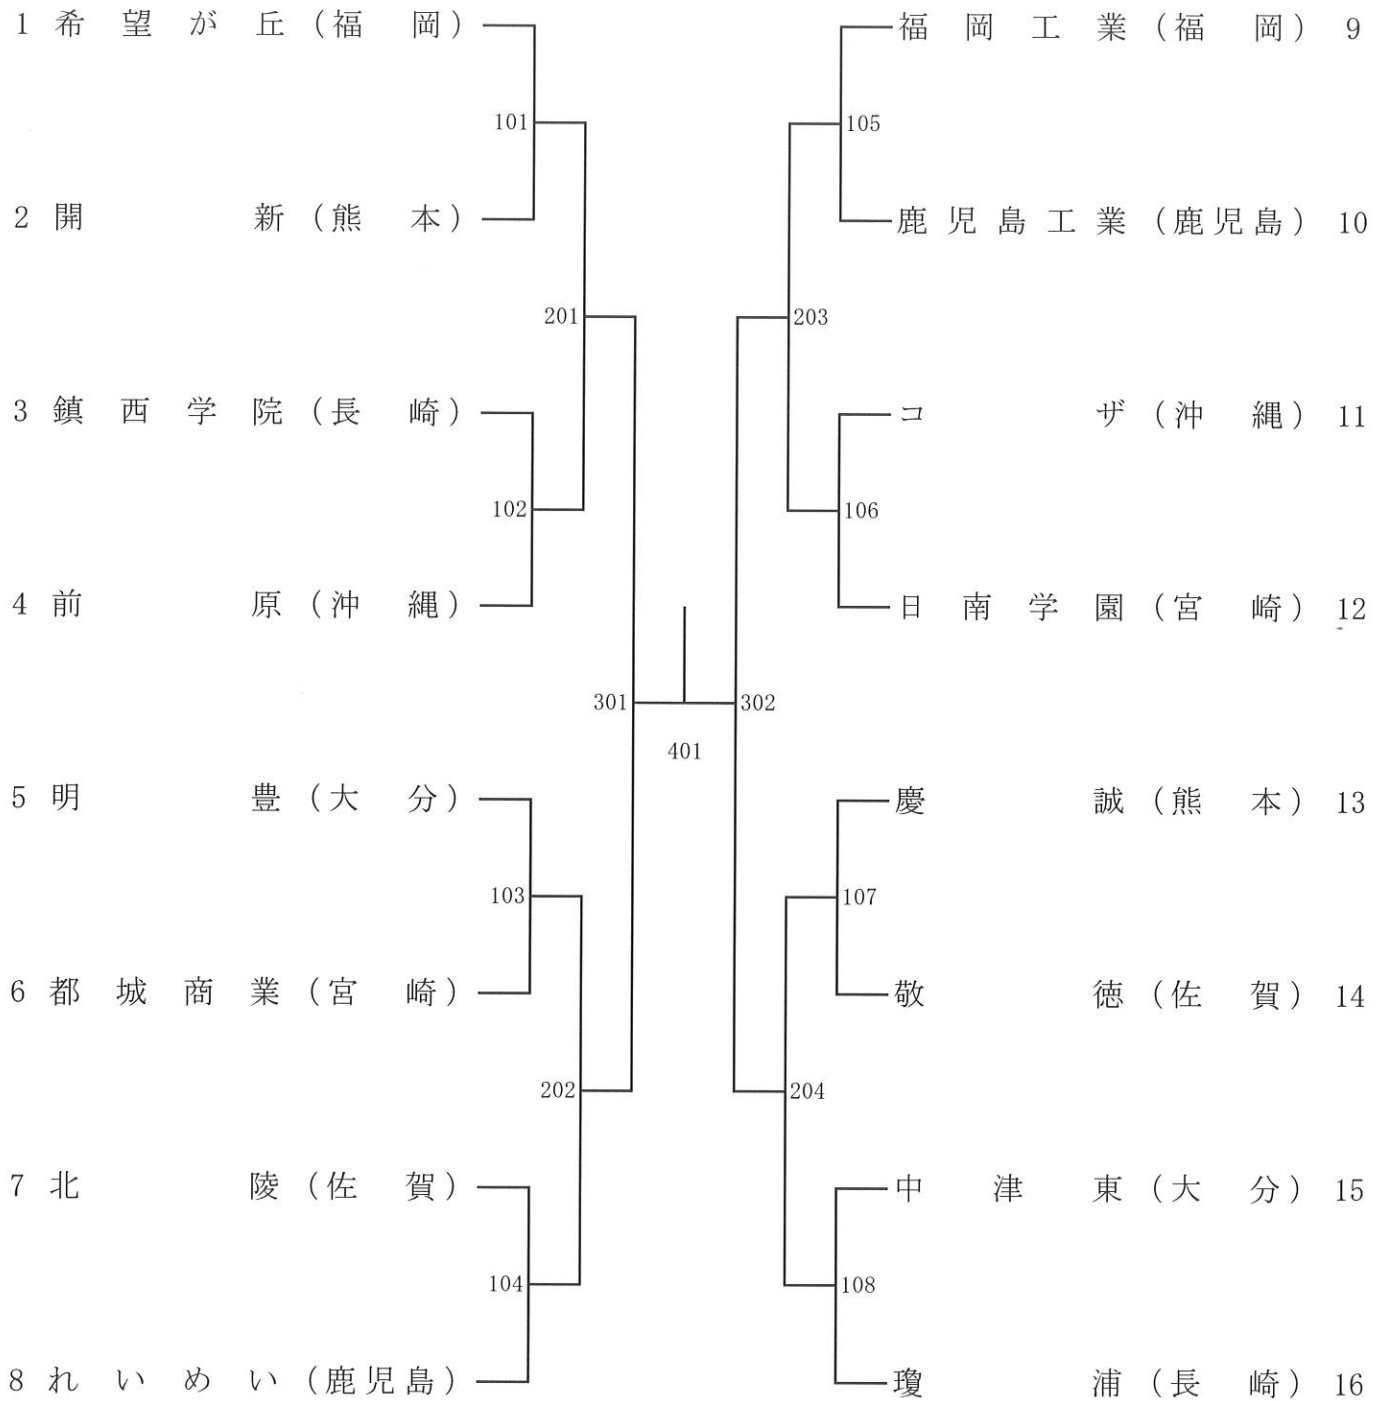 1 希望が丘(福岡)
101
2 開新(熊本)
201
3 鎮西学院(長崎)
102
4 前原(沖縄)
301
5 明豊(大分)
103
6 都城商業(宮崎)
202
7 北陵(佐賀)
104
8 れいめい(鹿児島)
401
福岡工業(福岡) 9
105
鹿児島工業(鹿児島) 10
203
コザ(沖縄) 11
106
日南学園(宮崎) 12
302
慶誠(熊本) 13
107
敬徳(佐賀) 14
204
中津東(大分) 15
108
瓊浦(長崎) 16